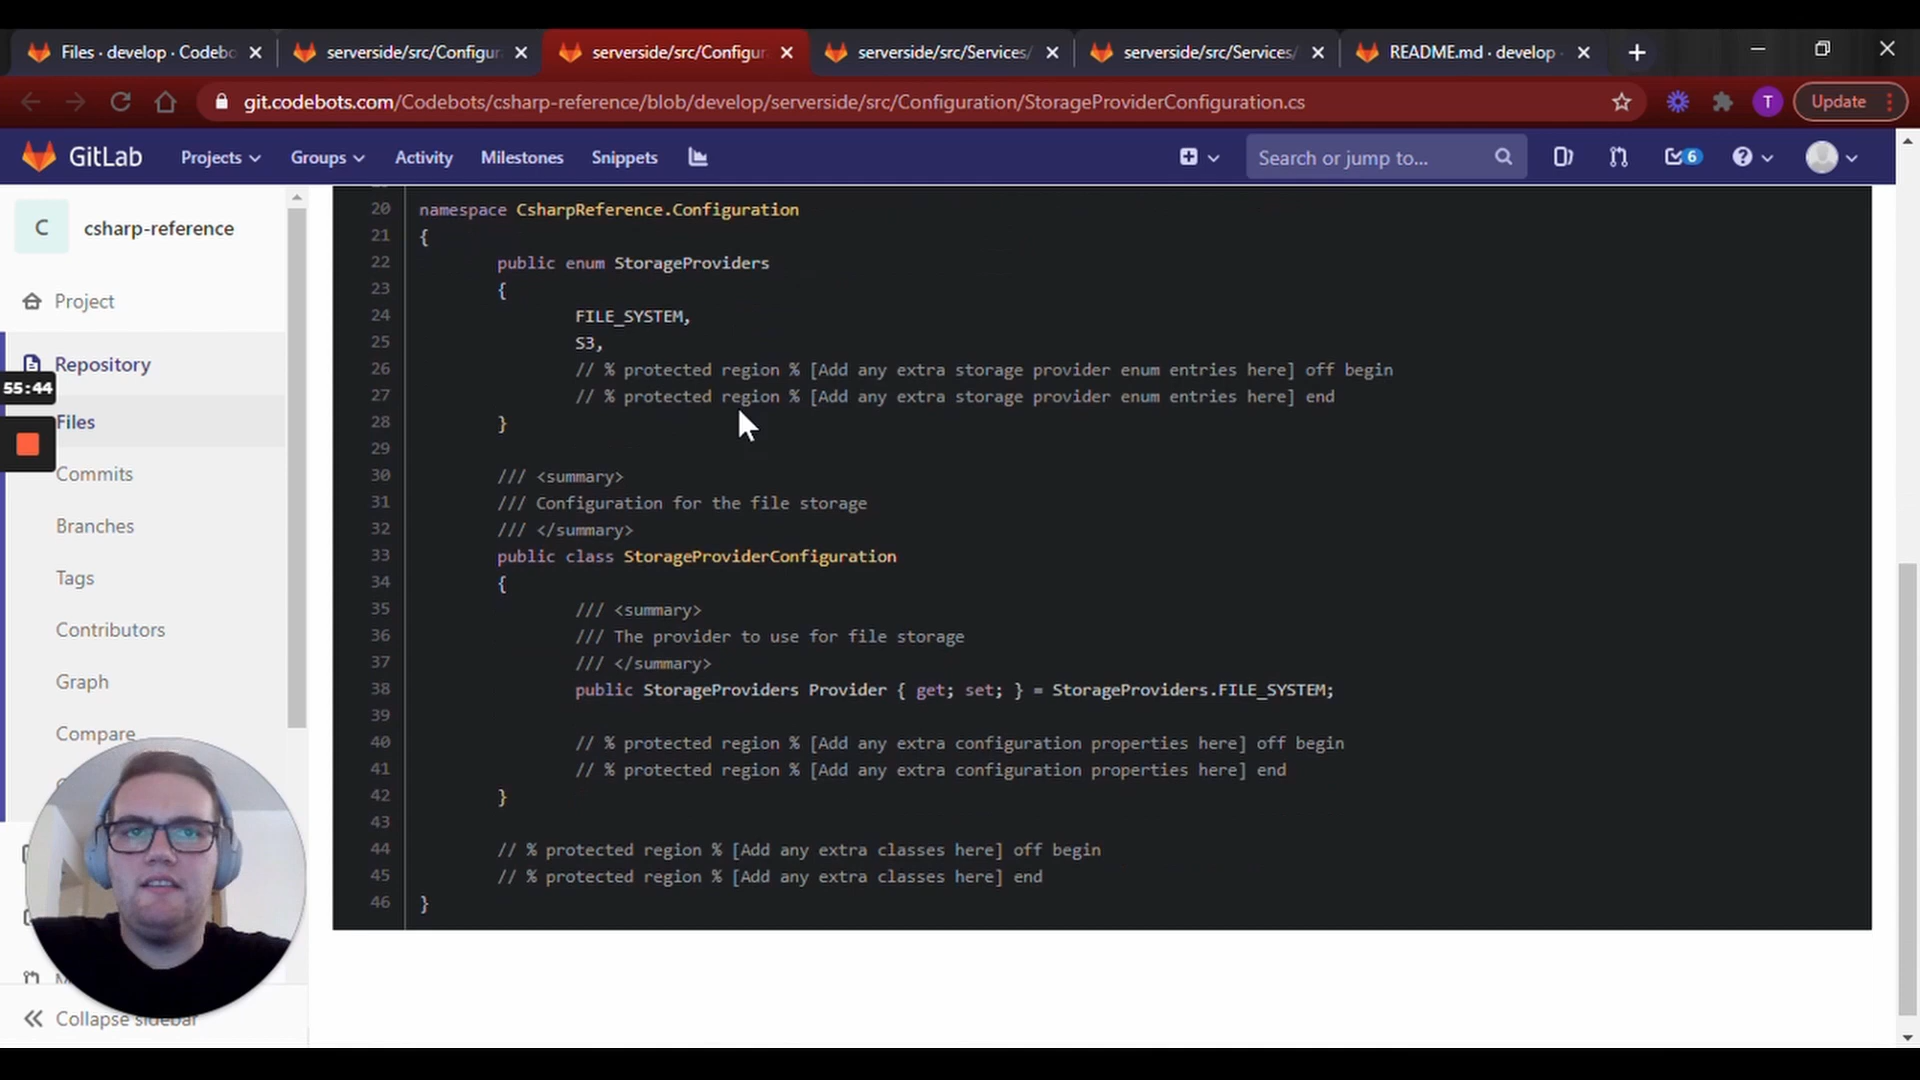 Files · develop · Codebo
serverside/src/Configur
serverside/src/Configur
serverside/src/Services/
serverside/src/Services/
README.md · develop ·
git.codebots.com/Codebots/csharp-reference/blob/develop/serverside/src/Configuration/StorageProviderConfiguration.cs
T
Update
GitLab
Projects
Groups
Activity
Milestones
Snippets
Search or jump to...
6
C
csharp-reference
Project
Repository
55:44
Files
Commits
Branches
Tags
Contributors
Graph
Compare
Collapse sidebar
20 namespace CsharpReference.Configuration
21 {
22 public enum StorageProviders
23 {
24 FILE_SYSTEM,
25 S3,
26 // % protected region % [Add any extra storage provider enum entries here] off begin
27 // % protected region % [Add any extra storage provider enum entries here] end
28 }
29
30 /// <summary>
31 /// Configuration for the file storage
32 /// </summary>
33 public class StorageProviderConfiguration
34 {
35 /// <summary>
36 /// The provider to use for file storage
37 /// </summary>
38 public StorageProviders Provider { get; set; } = StorageProviders.FILE_SYSTEM;
39
40 // % protected region % [Add any extra configuration properties here] off begin
41 // % protected region % [Add any extra configuration properties here] end
42 }
43
44 // % protected region % [Add any extra classes here] off begin
45 // % protected region % [Add any extra classes here] end
46 }